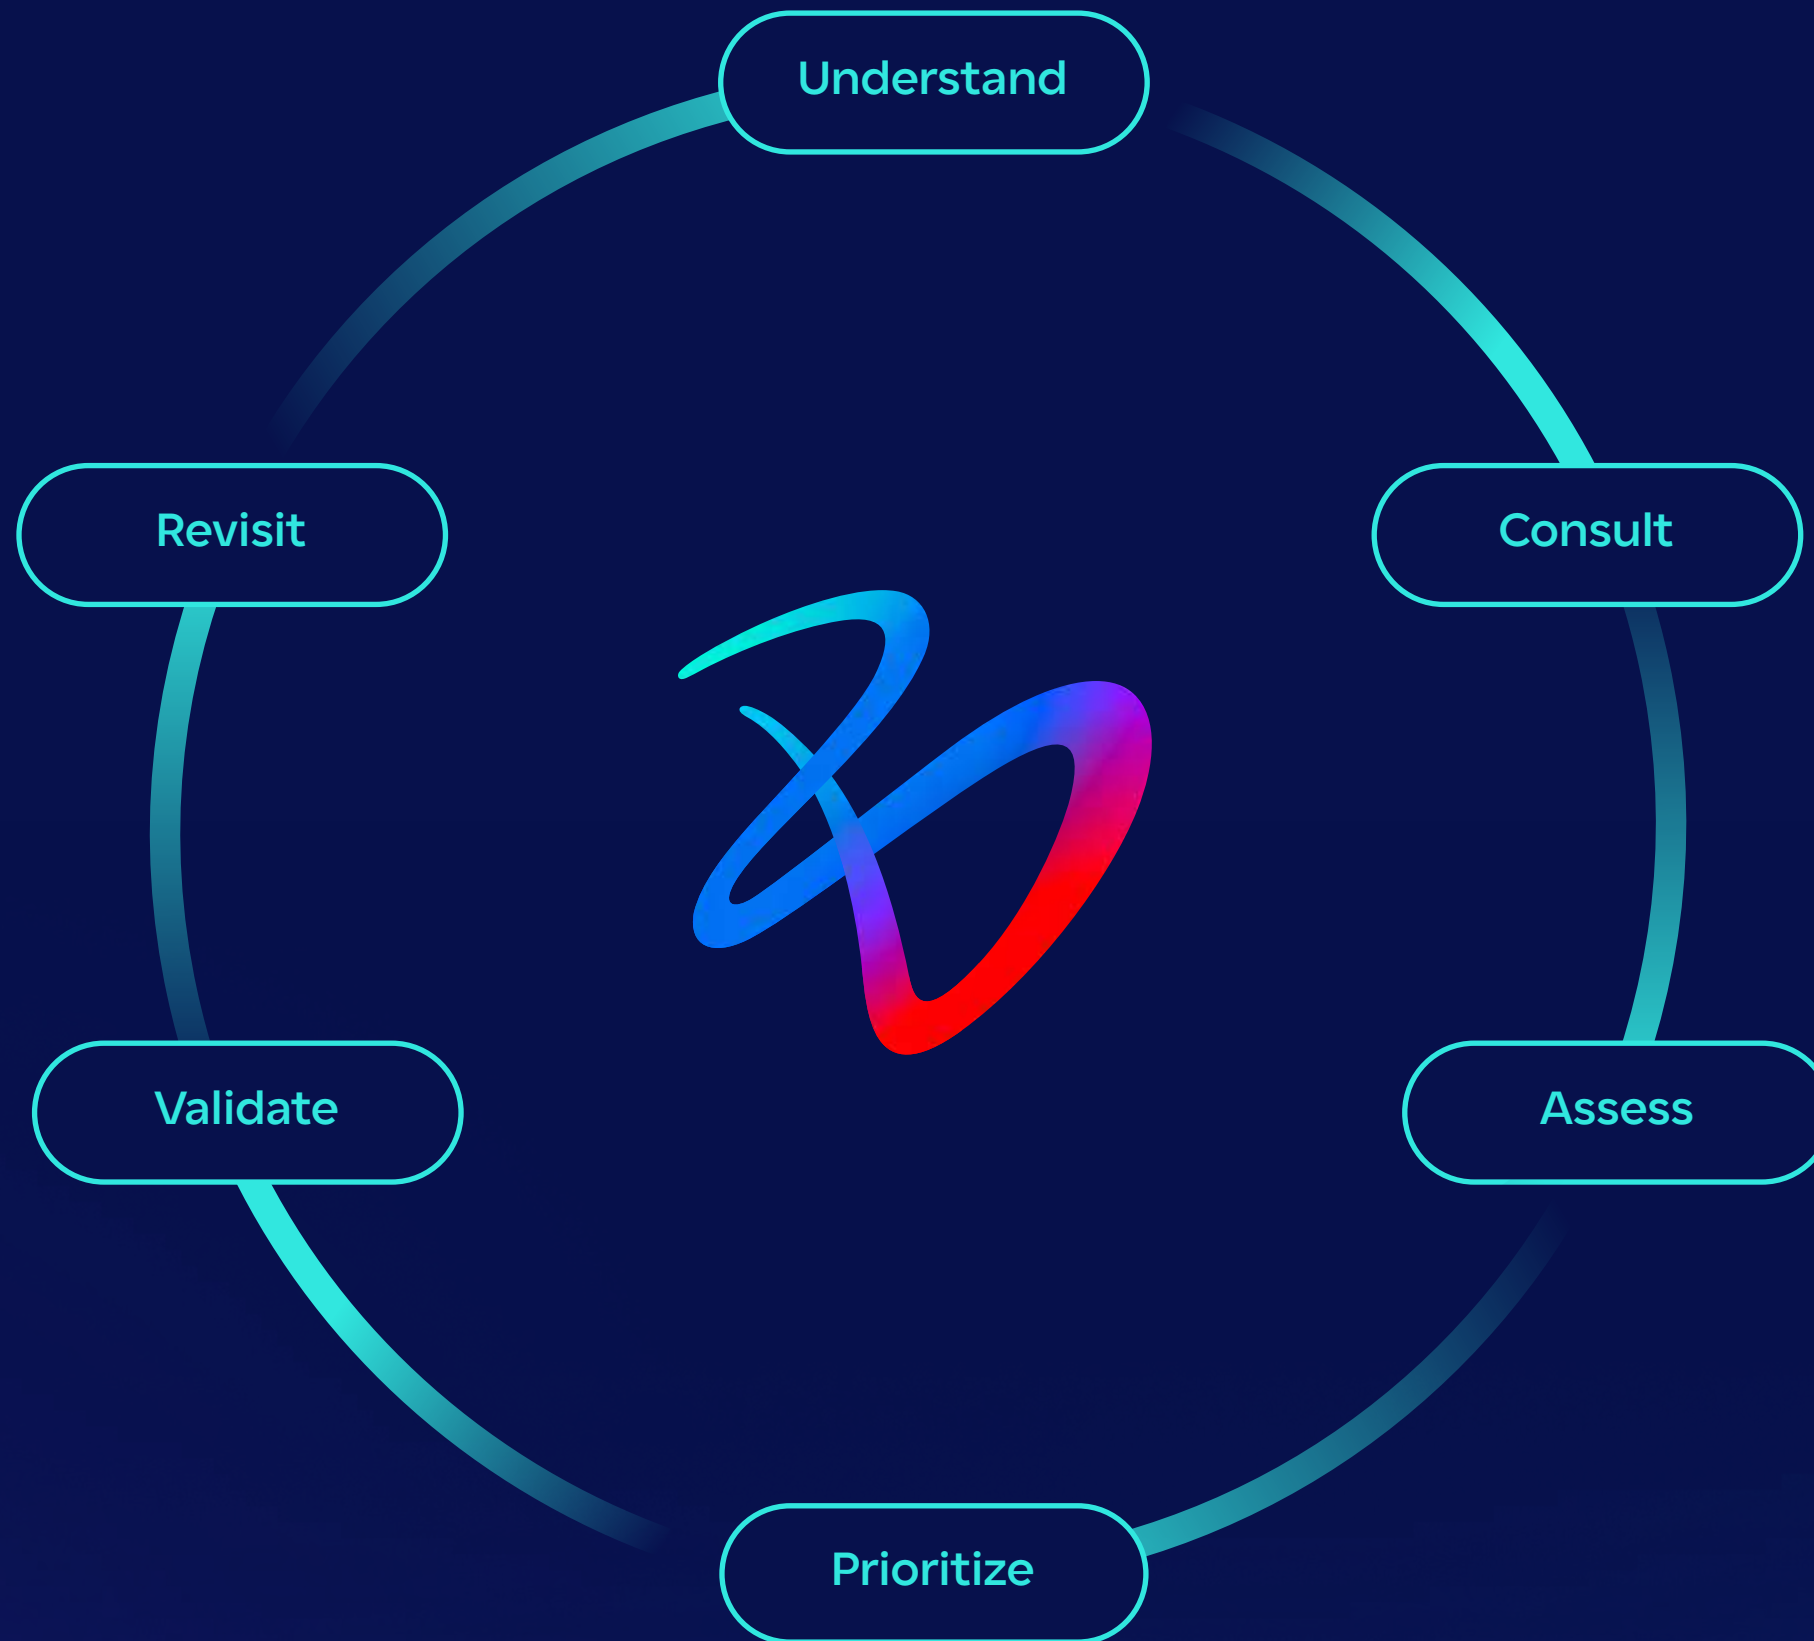 Understand
Consult
Assess
Prioritize
Validate
Revisit